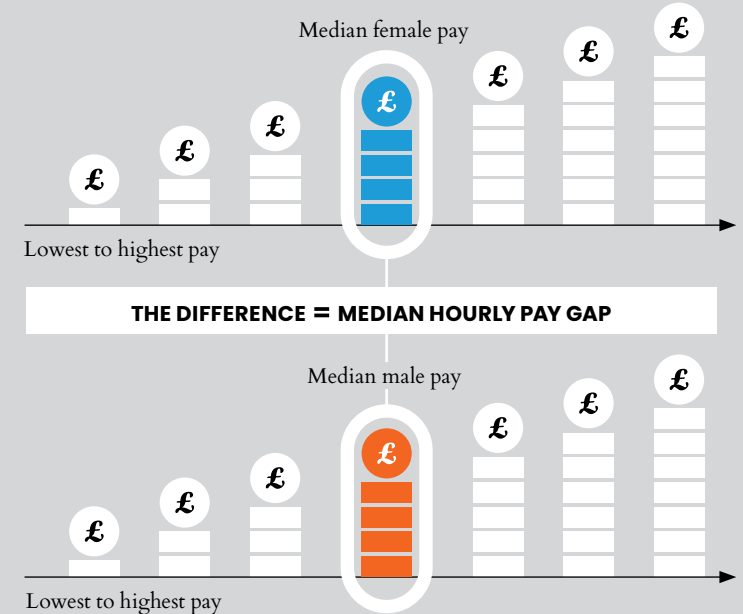 Median female pay
£ £ £ £ £ £ £
Lowest to highest pay
THE DIFFERENCE = MEDIAN HOURLY PAY GAP
Median male pay
£ £ £ £ £ £ £
Lowest to highest pay